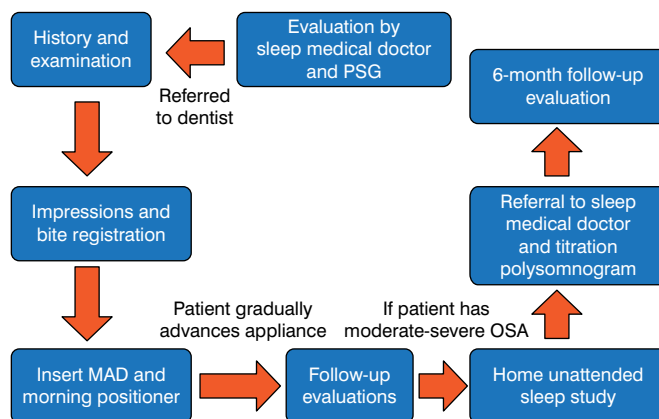 Evaluation by
sleep medical doctor
and PSG
Referred
to dentist
History and
examination
Impressions and
bite registration
Insert MAD and
morning positioner
Patient gradually
advances appliance
Follow-up
evaluations
If patient has
moderate-severe OSA
Home unattended
sleep study
Referral to sleep
medical doctor
and titration
polysomnogram
6-month follow-up
evaluation